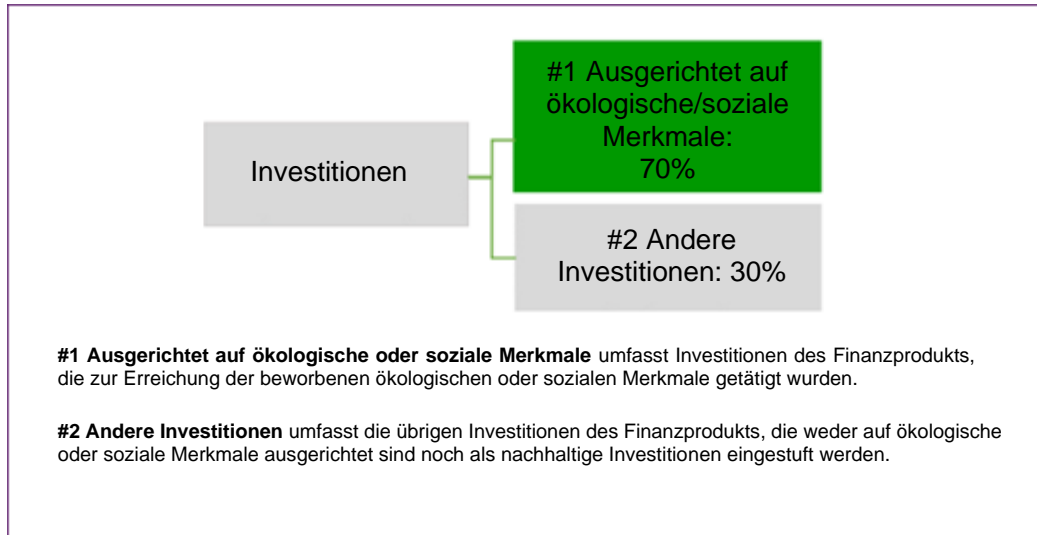 Investitionen
#1 Ausgerichtet auf
ökologische/soziale
Merkmale:
70%
#2 Andere
Investitionen: 30%
#1 Ausgerichtet auf ökologische oder soziale Merkmale umfasst Investitionen des Finanzprodukts,
die zur Erreichung der beworbenen ökologischen oder sozialen Merkmale getätigt wurden.
#2 Andere Investitionen umfasst die übrigen Investitionen des Finanzprodukts, die weder auf ökologische
oder soziale Merkmale ausgerichtet sind noch als nachhaltige Investitionen eingestuft werden.